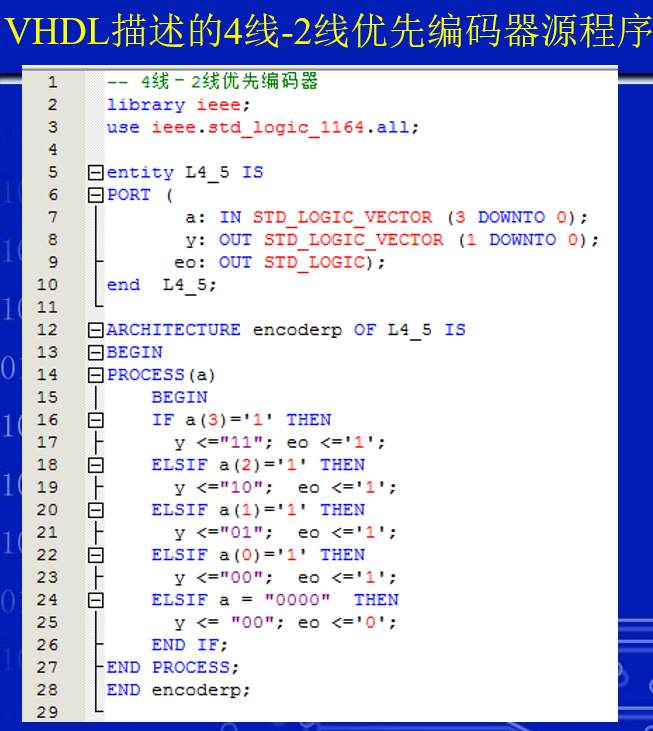 VHDL描述的4线-2线优先编码器源程序
1 -- 4线－2线优先编码器
2 library ieee;
3 use ieee.std_logic_1164.all;
4
5 entity L4_5 IS
6 PORT (
7 a: IN STD_LOGIC_VECTOR (3 DOWNTO 0);
8 y: OUT STD_LOGIC_VECTOR (1 DOWNTO 0);
9 eo: OUT STD_LOGIC);
10 end L4_5;
11
12 ARCHITECTURE encoderp OF L4_5 IS
13 BEGIN
14 PROCESS(a)
15 BEGIN
16 IF a(3)='1' THEN
17 y <="11"; eo <='1';
18 ELSIF a(2)='1' THEN
19 y <="10"; eo <='1';
20 ELSIF a(1)='1' THEN
21 y <="01"; eo <='1';
22 ELSIF a(0)='1' THEN
23 y <="00"; eo <='1';
24 ELSIF a = "0000" THEN
25 y <= "00"; eo <='0';
26 END IF;
27 END PROCESS;
28 END encoderp;
29